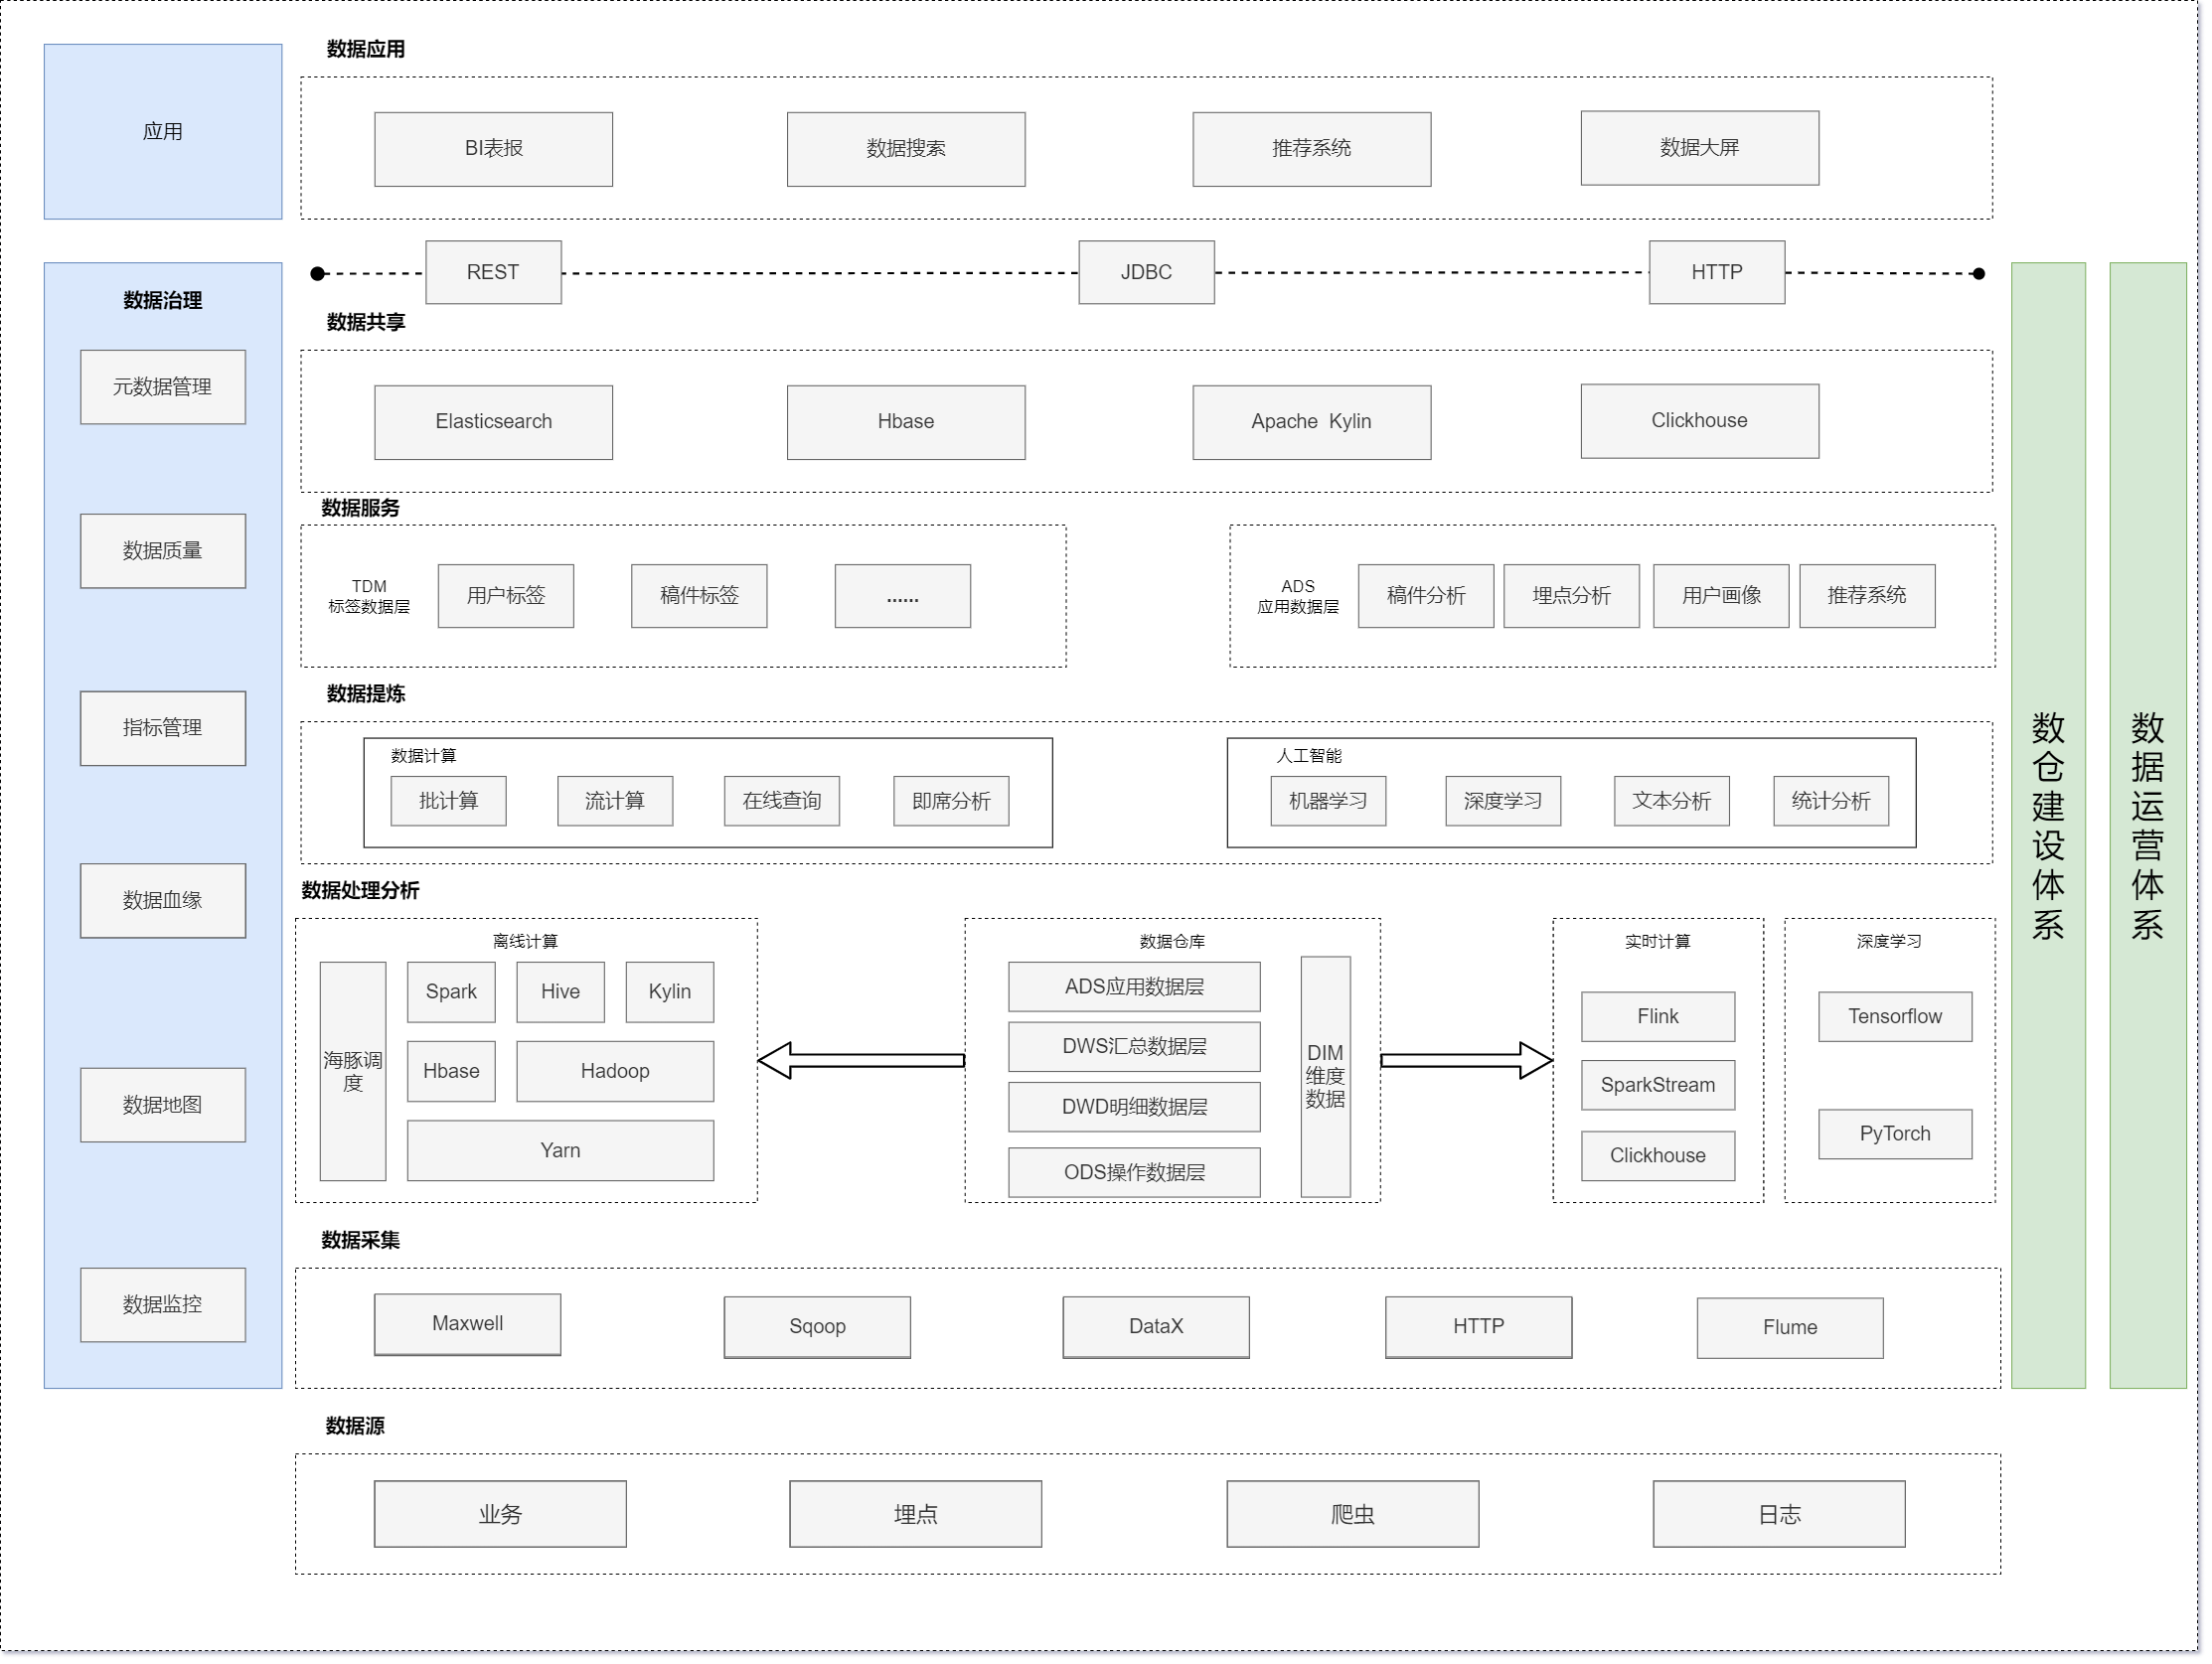 数据应用
应用
BI表报
数据搜索
推荐系统
数据大屏
REST
JDBC
HTTP
数据治理
元数据管理
数据质量
指标管理
数据血缘
数据地图
数据监控
数据共享
Elasticsearch
Hbase
Apache Kylin
Clickhouse
数据服务
TDM
标签数据层
用户标签
稿件标签
......
ADS
应用数据层
稿件分析
埋点分析
用户画像
推荐系统
数据提炼
数据计算
批计算
流计算
在线查询
即席分析
人工智能
机器学习
深度学习
文本分析
统计分析
数据处理分析
离线计算
海豚调
度
Spark
Hive
Kylin
Hbase
Hadoop
Yarn
数据仓库
ADS应用数据层
DWS汇总数据层
DWD明细数据层
ODS操作数据层
DIM
维度
数据
实时计算
Flink
SparkStream
Clickhouse
深度学习
Tensorflow
PyTorch
数据采集
Maxwell
Sqoop
DataX
HTTP
Flume
数据源
业务
埋点
爬虫
日志
数仓建设体系
数据运营体系